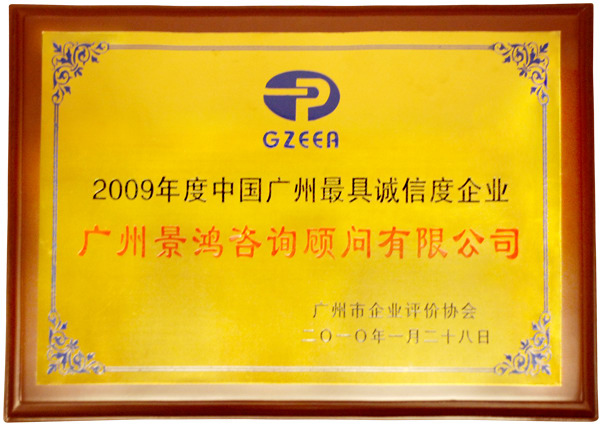 GZEEA
2009年度中国广州最具诚信度企业
广州景鸿咨询顾问有限公司
广州市企业评价协会
二〇一〇年一月二十八日